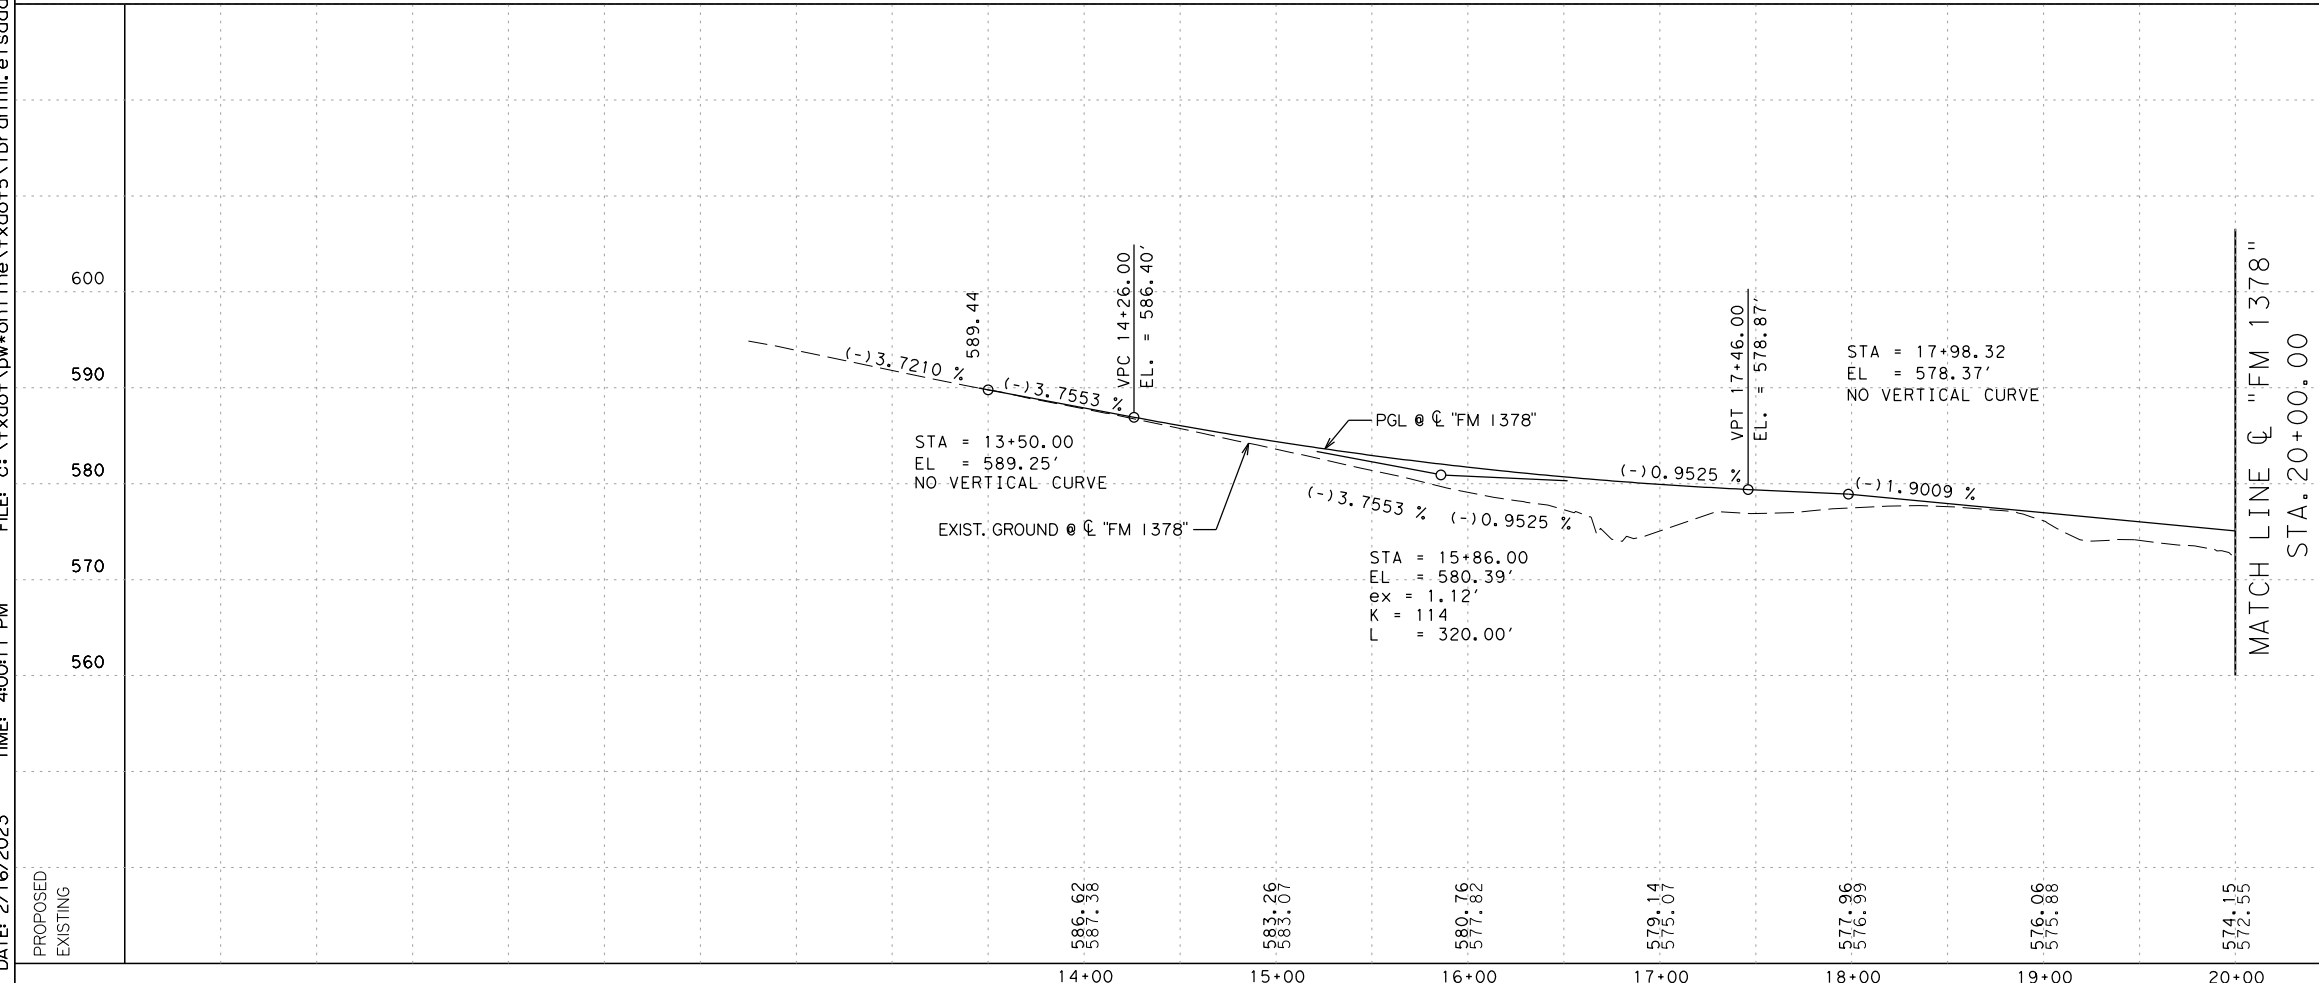 600
590
580
570
560
(-)3.7210 %
589.44
(-)3.7553 %
VPC 14+26.00
EL. = 586.40'
STA = 13+50.00
EL = 589.25'
NO VERTICAL CURVE
EXIST. GROUND @ ℄ "FM 1378"
PGL @ ℄ "FM 1378"
(-)3.7553 %
(-)0.9525 %
STA = 15+86.00
EL = 580.39'
ex = 1.12'
K = 114
L = 320.00'
(-)0.9525 %
VPT 17+46.00
EL. = 578.87'
STA = 17+98.32
EL = 578.37'
NO VERTICAL CURVE
(-)1.9009 %
MATCH LINE ℄ "FM 1378"
STA.20+00.00
PROPOSED
EXISTING
586.62
587.38
583.26
583.07
580.76
577.82
579.14
575.07
577.96
576.99
576.06
575.88
574.15
572.55
14+00
15+00
16+00
17+00
18+00
19+00
20+00
DATE: 2/16/2023
TIME: 4:00:11 PM
FILE: